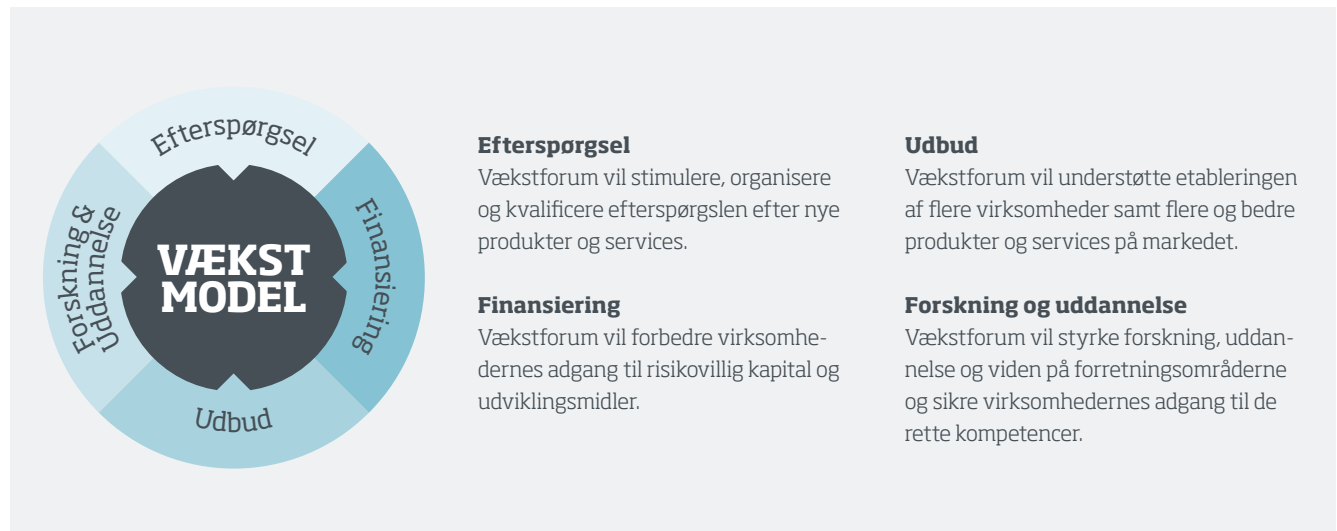 Efterspørgsel
Finansiering
Udbud
Forskning &
Uddannelse
VÆKST
MODEL
Efterspørgsel
Vækstforum vil stimulere, organisere
og kvalificere efterspørgslen efter nye
produkter og services.
Finansiering
Vækstforum vil forbedre virksomhe-
dernes adgang til risikovillig kapital og
udviklingsmidler.
Udbud
Vækstforum vil understøtte etableringen
af flere virksomheder samt flere og bedre
produkter og services på markedet.
Forskning og uddannelse
Vækstforum vil styrke forskning, uddan-
nelse og viden på forretningsområderne
og sikre virksomhedernes adgang til de
rette kompetencer.